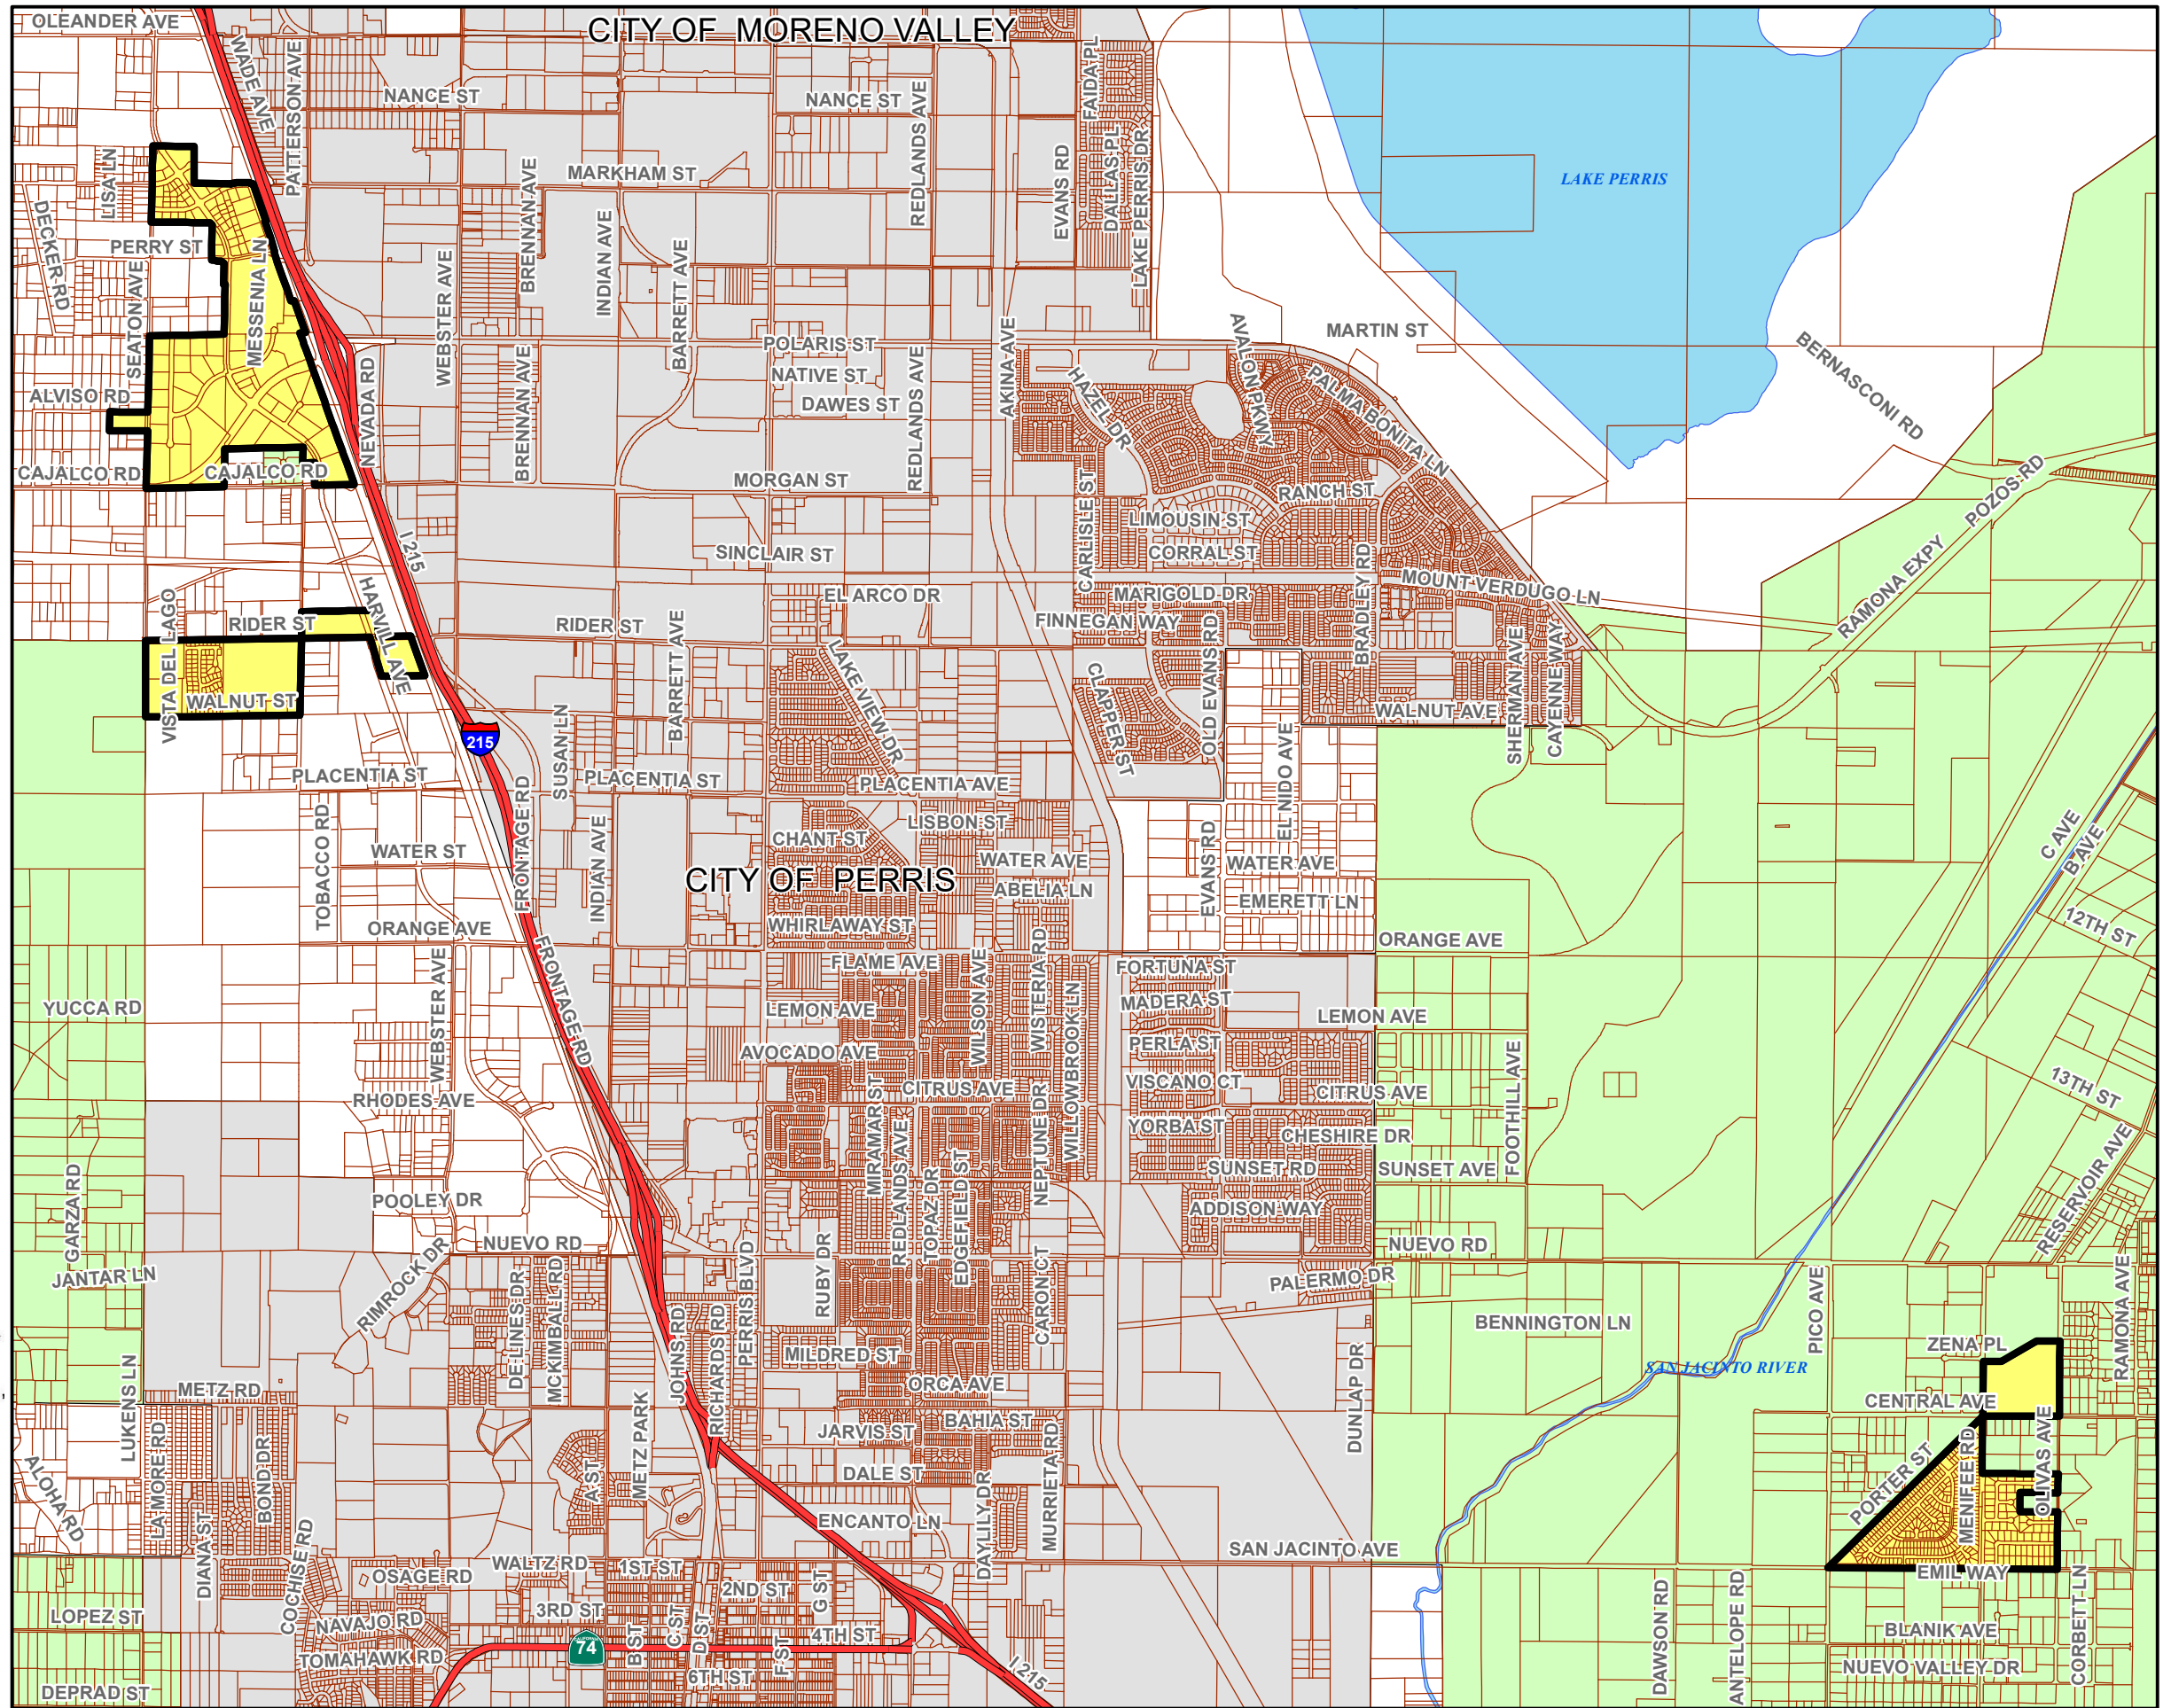 OLEANDER AVE
CITY OF MORENO VALLEY
WADE AVE
PATTERSON AVE
NANCE ST
NANCE ST
REDLANDS AVE
FAIDA PL
EVANS RD
DALLAS PL
LAKE PERRIS DR
LISA LN
MARKHAM ST
LAKE PERRIS
DECKER RD
PERRY ST
SEATON AVE
MESSENIA LN
WEBSTER AVE
BRENNAN AVE
INDIAN AVE
BARRETT AVE
POLARIS ST
AKINA AVE
AVALON PKWY
MARTIN ST
BERNASCONI RD
NATIVE ST
DAWES ST
REDLANDS AVE
HAZEL DR
PALMA BONITA LN
ALVISO RD
NEVADA RD
BRENNAN AVE
CAJALCO RD
CAJALCO RD
MORGAN ST
RANCH ST
POZOS RD
CARLISLE ST
LIMOUSIN ST
I 215
SINCLAIR ST
CORRAL ST
BRADLEY RD
RAMONA EXPY
HARVILL AVE
EL ARCO DR
MARIGOLD DR
MOUNT VERDUGO LN
VISTA DEL LAGO
RIDER ST
RIDER ST
FINNEGAN WAY
BARRETT AVE
LAKE VIEW DR
CLAPPER ST
OLD EVANS RD
SHERMAN AVE
CAYENNE WAY
WALNUT ST
WALNUT AVE
215
SUSAN LN
EL NIDO AVE
PLACENTIA ST
PLACENTIA ST
PLACENTIA AVE
TOBACCO RD
FRONTAGE RD
INDIAN AVE
LISBON ST
CHANT ST
C AVE
B AVE
WATER ST
WATER AVE
EVANS RD
WATER AVE
CITY OF PERRIS
ABELIA LN
EMERETT LN
12TH ST
ORANGE AVE
WHIRLAWAY ST
ORANGE AVE
FRONTAGE RD
FLAME AVE
FORTUNA ST
WEBSTER AVE
WILSON AVE
WISTERIA RD
WILLOWBROOK LN
YUCCA RD
LEMON AVE
MADERA ST
LEMON AVE
AVOCADO AVE
PERLA ST
FOOTHILL AVE
RHODES AVE
MIRAMAR ST
CITRUS AVE
VISCANO CT
CITRUS AVE
13TH ST
NEPTUNE DR
YORBA ST
CHESHIRE DR
REDLANDS AVE
TOPAZ DR
EDGEFIELD ST
SUNSET RD
SUNSET AVE
RESERVOIR AVE
GARZA RD
POOLEY DR
ADDISON WAY
NUEVO RD
NUEVO RD
JANTAR LN
RIMROCK DR
DE LINES DR
MCKIMBALL RD
PERRIS BLVD
RUBY DR
CARON CT
PALERMO DR
PICO AVE
RAMONA AVE
JOHNS RD
RICHARDS RD
BENNINGTON LN
MILDRED ST
ZENA PL
LUKENS LN
METZ RD
ORCA AVE
DUNLAP DR
SAN JACINTO RIVER
CENTRAL AVE
LA MORE RD
BOND DR
A ST
METZ PARK
JARVIS ST
BAHIA ST
MURRIETA RD
PORTER ST
MENIFEE RD
OLIVAS AVE
ALOHA RD
DALE ST
DIANA ST
COCHISE RD
ENCANTO LN
DAYLILY DR
SAN JACINTO AVE
WALTZ RD
1ST ST
OSAGE RD
2ND ST
G ST
EMIL WAY
DAWSON RD
ANTELOPE RD
CORBETT LN
LOPEZ ST
NAVAJO RD
3RD ST
B ST
C ST
D ST
F ST
4TH ST
BLANIK AVE
74
TOMAHAWK RD
6TH ST
I 215
NUEVO VALLEY DR
DEPRAD ST